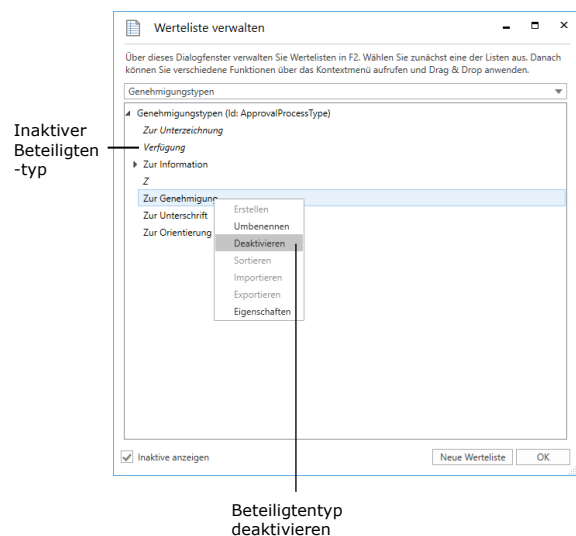 Werteliste verwalten
Über dieses Dialogfenster verwalten Sie Wertelisten in F2. Wählen Sie zunächst eine der Listen aus. Danach
können Sie verschiedene Funktionen über das Kontextmenü aufrufen und Drag & Drop anwenden.
Genehmigungstypen
Genehmigungstypen (Id: ApprovalProcessType)
Zur Unterzeichnung
Inaktiver
Beteiligten
-typ
Verfügung
Zur Information
Z
Zur Genehmigung
Zur Unterschrift
Zur Orientierung
Erstellen
Umbenennen
Deaktivieren
Sortieren
Importieren
Exportieren
Eigenschaften
Inaktive anzeigen
Neue Werteliste
OK
Beteiligtentyp
deaktivieren